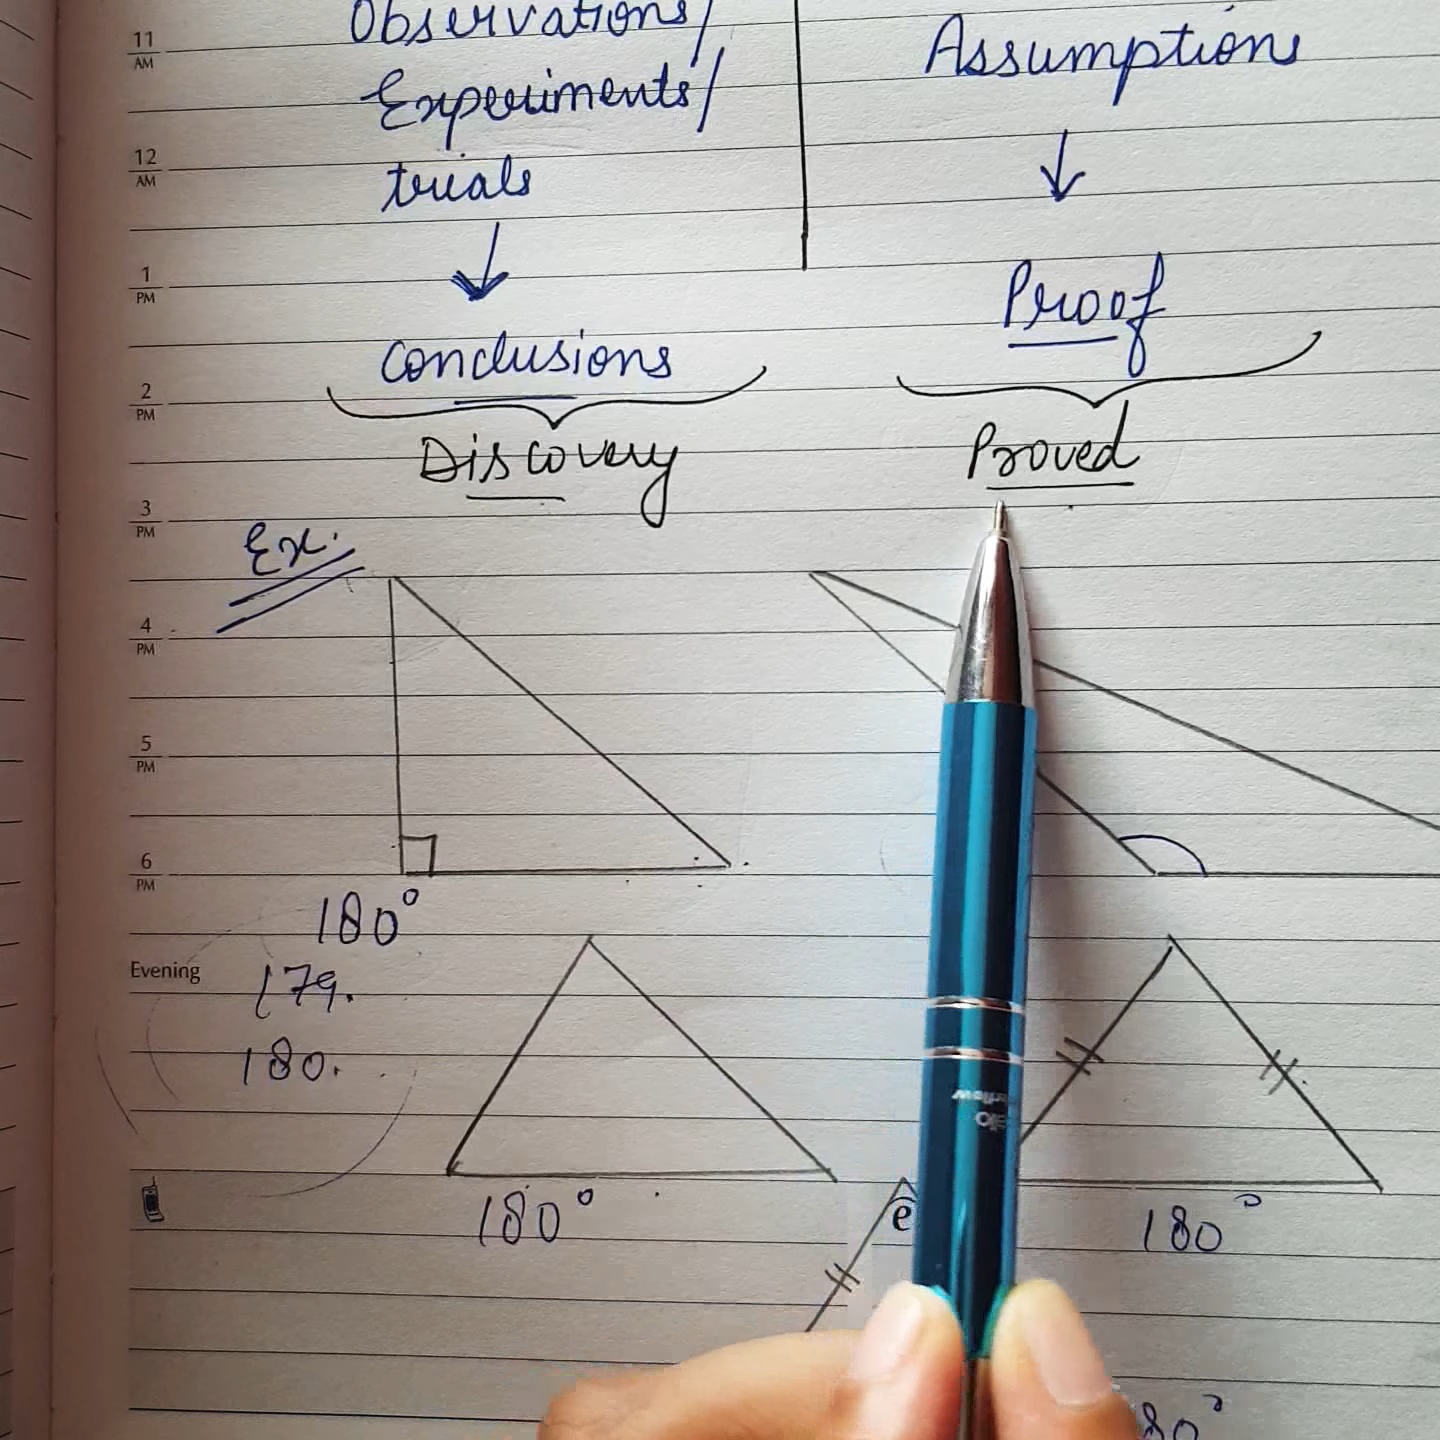 11
AM
Observations/
Experiments/
trials
Conclusions
Discovery
Assumptions
Proof
Proved
12
AM
1
PM
2
PM
3
PM
Ex.
4
PM
5
PM
6
PM
180°
Evening
179.
180.
180°
180°
e